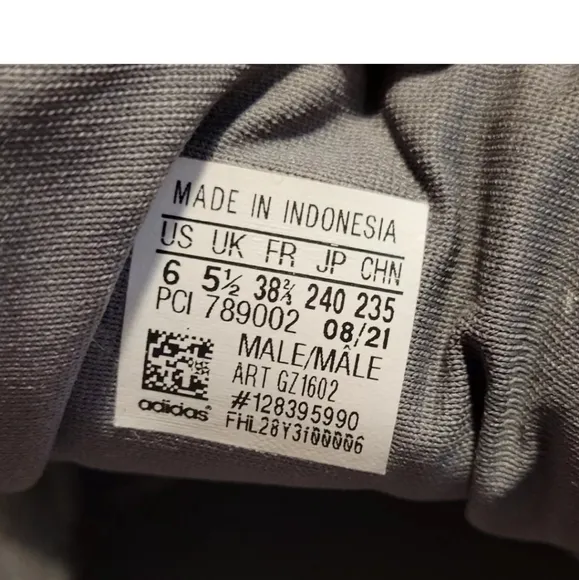 MADE IN INDONESIA
US UK FR JP CHN
6 5½ 38⅔ 240 235
PCI 789002 08/21
MALE/MÂLE
ART GZ1602
#128395990
adidas FHL28Y3100006